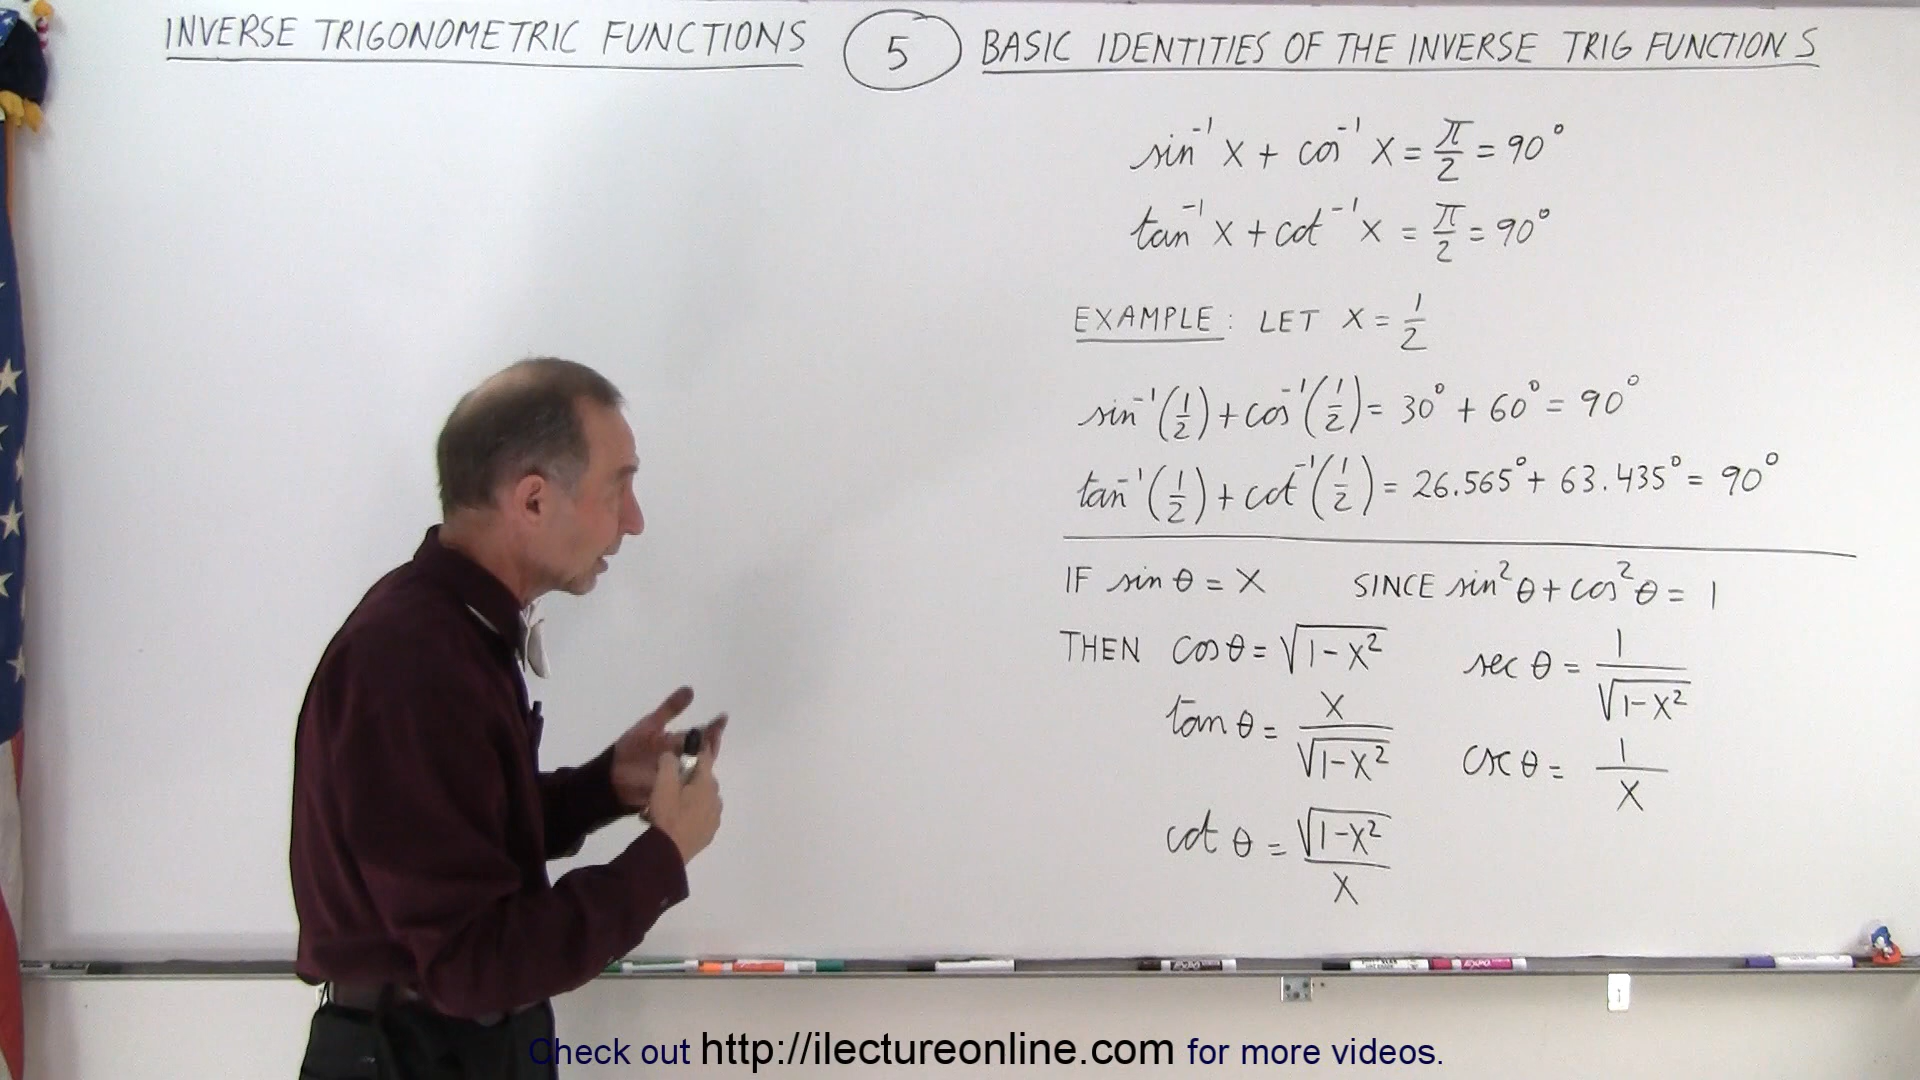 INVERSE TRIGONOMETRIC FUNCTIONS 5 BASIC IDENTITIES OF THE INVERSE TRIG FUNCTIONS
sin⁻¹ x + cos⁻¹ x = π/2 = 90°
tan⁻¹ x + cot⁻¹ x = π/2 = 90°
EXAMPLE: LET X = 1/2
sin⁻¹(1/2) + cos⁻¹(1/2) = 30° + 60° = 90°
tan⁻¹(1/2) + cot⁻¹(1/2) = 26.565° + 63.435° = 90°
IF sin θ = X SINCE sin²θ + cos²θ = 1
THEN cos θ = √(1-X²) sec θ = 1/√(1-X²)
tan θ = X/√(1-X²) csc θ = 1/X
cot θ = √(1-X²)/X
EXPO EXPO
Check out http://ilectureonline.com for more videos.